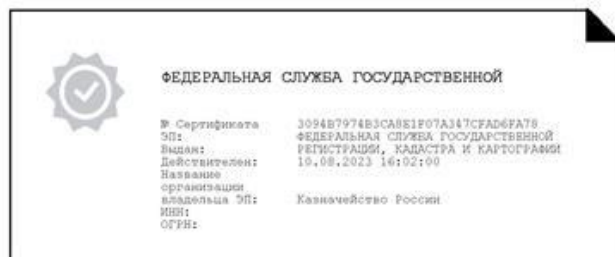 ФЕДЕРАЛЬНАЯ СЛУЖБА ГОСУДАРСТВЕННОЙ
№ Сертификата 3094B7974B3CA8E1F07A347CFAD6FA78
ЭП: ФЕДЕРАЛЬНАЯ СЛУЖБА ГОСУДАРСТВЕННОЙ
Выдан: РЕГИСТРАЦИИ, КАДАСТРА И КАРТОГРАФИИ
Действителен: 10.08.2023 16:02:00
Название
организации
владельца ЭП: Казначейство России
ИНН:
ОГРН: